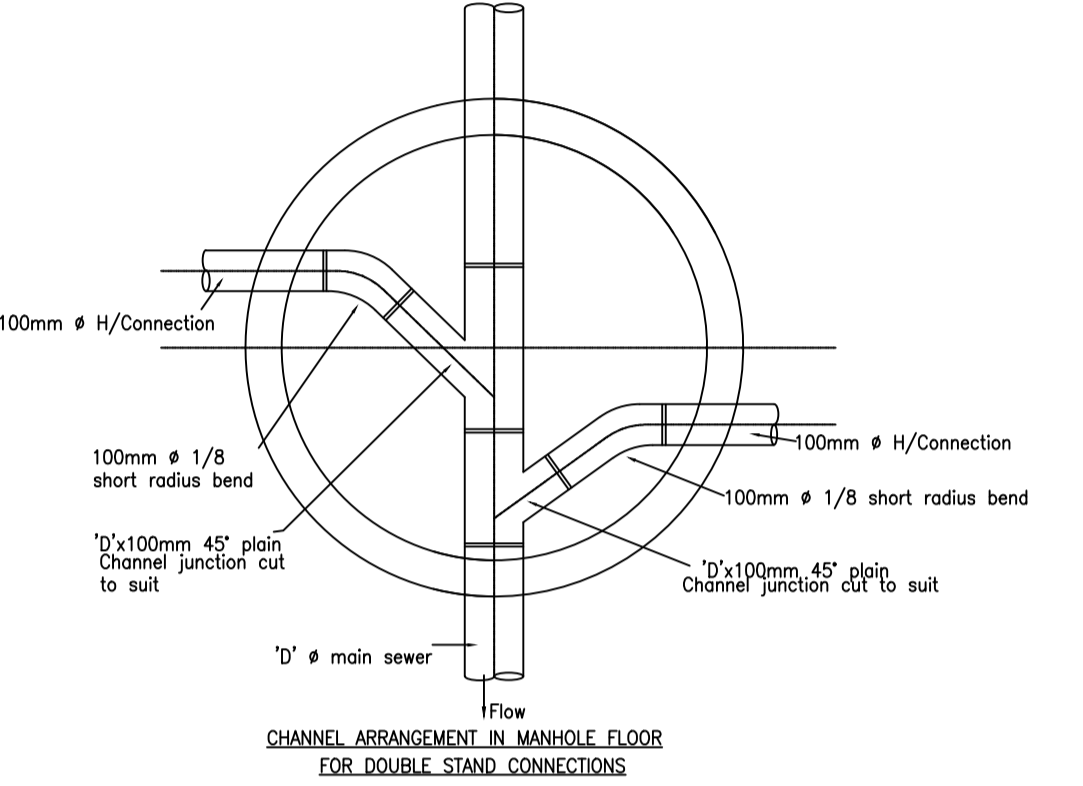 100mm ø H/Connection
100mm ø 1/8
short radius bend
'D'x100mm 45° plain
Channel junction cut
to suit
100mm ø H/Connection
100mm ø 1/8 short radius bend
'D'x100mm 45° plain
Channel junction cut to suit
'D' ø main sewer
Flow
CHANNEL ARRANGEMENT IN MANHOLE FLOOR
FOR DOUBLE STAND CONNECTIONS